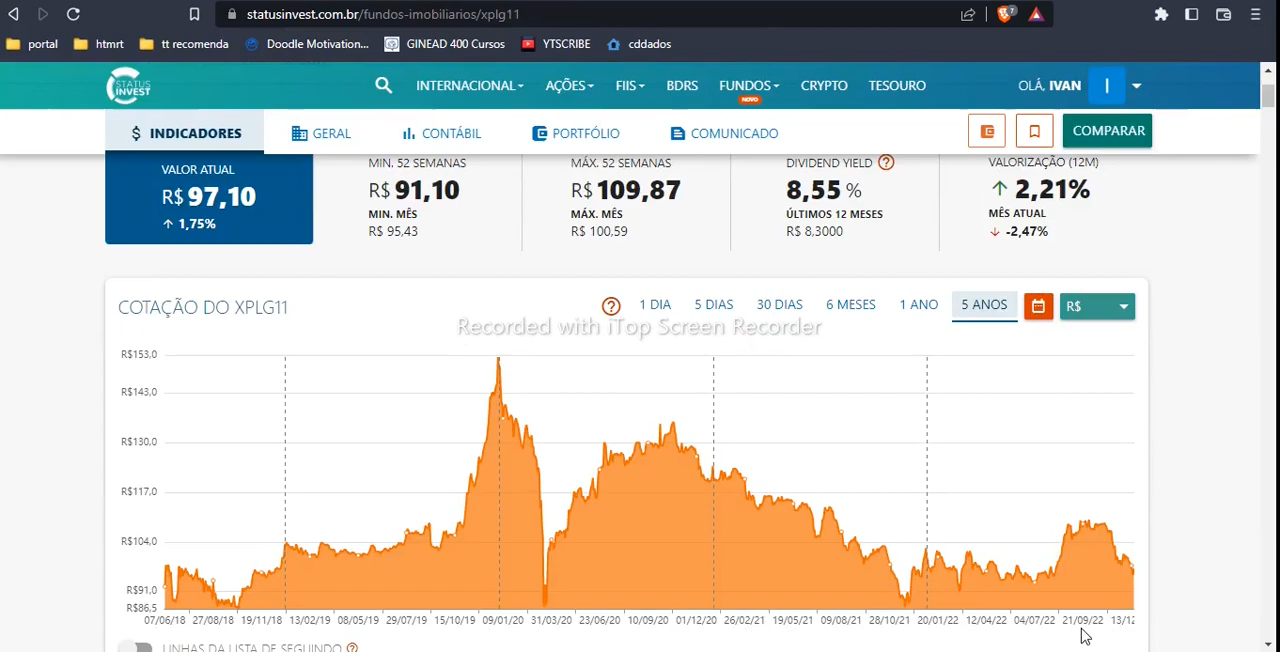 statusinvest.com.br/fundos-imobiliarios/xplg11
7
portal
htmrt
tt recomenda
Doodle Motivation...
GINEAD 400 Cursos
YTSCRIBE
cddados
STATUS INVEST
INTERNACIONAL
AÇÕES
FIIS
BDRS
FUNDOS
NOVO
CRYPTO
TESOURO
OLÁ, IVAN
I
$ INDICADORES
GERAL
CONTÁBIL
PORTFÓLIO
COMUNICADO
COMPARAR
VALOR ATUAL
R$ 97,10
↑ 1,75%
MIN. 52 SEMANAS
R$ 91,10
MIN. MÊS
R$ 95,43
MÁX. 52 SEMANAS
R$ 109,87
MÁX. MÊS
R$ 100,59
DIVIDEND YIELD ?
8,55 %
ÚLTIMOS 12 MESES
R$ 8,3000
VALORIZAÇÃO (12M)
↑ 2,21%
MÊS ATUAL
↓ -2,47%
COTAÇÃO DO XPLG11
?
1 DIA
5 DIAS
30 DIAS
6 MESES
1 ANO
5 ANOS
R$
Recorded with iTop Screen Recorder
R$153.0
R$143.0
R$130.0
R$117.0
R$104.0
R$91.0
R$86.5
07/06/18 27/08/18 19/11/18 13/02/19 08/05/19 29/07/19 15/10/19 09/01/20 31/03/20 23/06/20 10/09/20 01/12/20 26/02/21 19/05/21 09/08/21 28/10/21 20/01/22 12/04/22 04/07/22 21/09/22 13/12
LINHAS DA LISTA DE SEGUINDO ?